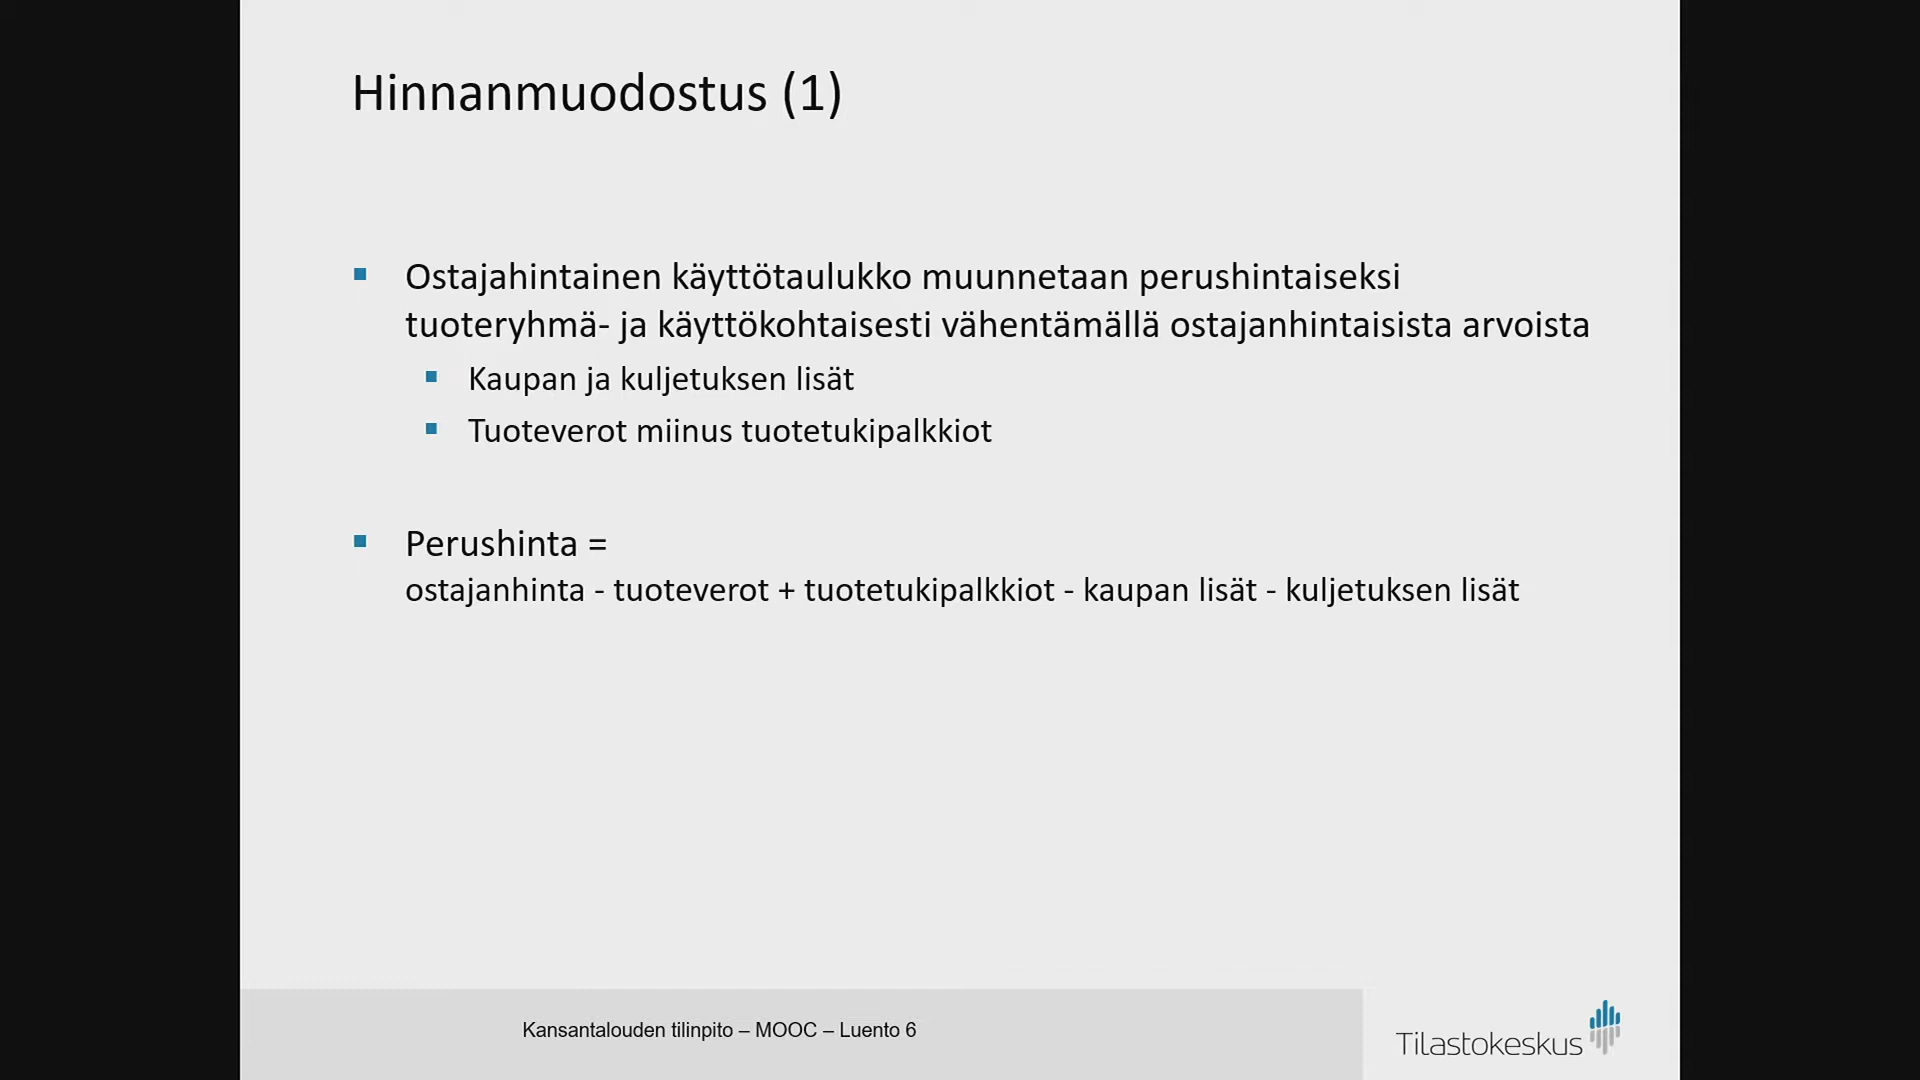 Hinnanmuodostus (1)
Ostajahintainen käyttötaulukko muunnetaan perushintaiseksi
tuoteryhmä- ja käyttökohtaisesti vähentämällä ostajanhintaisista arvoista
Kaupan ja kuljetuksen lisät
Tuoteverot miinus tuotetukipalkkiot
Perushinta =
ostajanhinta - tuoteverot + tuotetukipalkkiot - kaupan lisät - kuljetuksen lisät
Kansantalouden tilinpito – MOOC – Luento 6
Tilastokeskus